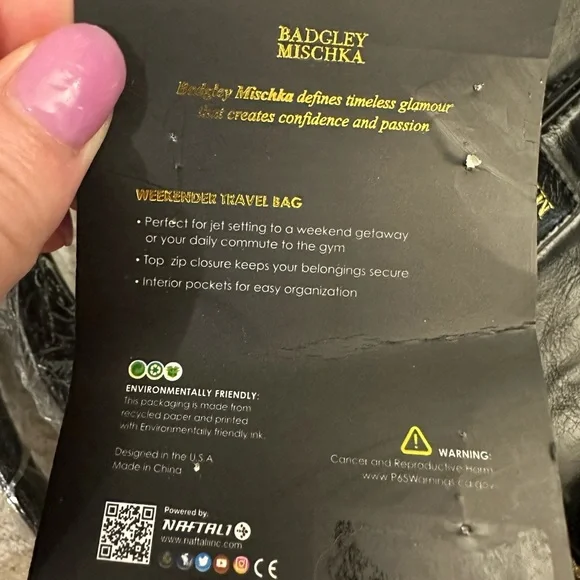 BADGLEY
MISCHKA
Badgley Mischka defines timeless glamour
that creates confidence and passion
WEEKENDER TRAVEL BAG
• Perfect for jet setting to a weekend getaway
or your daily commute to the gym
• Top zip closure keeps your belongings secure
• Interior pockets for easy organization
ENVIRONMENTALLY FRIENDLY:
This packaging is made from
recycled paper and printed
with Environmentally friendly ink.
Designed in the U.S.A
Made in China
WARNING:
Cancer and Reproductive Harm
www.P65Warnings.ca.gov
Powered by:
NAFTALI
www.naftaliinc.com
CE